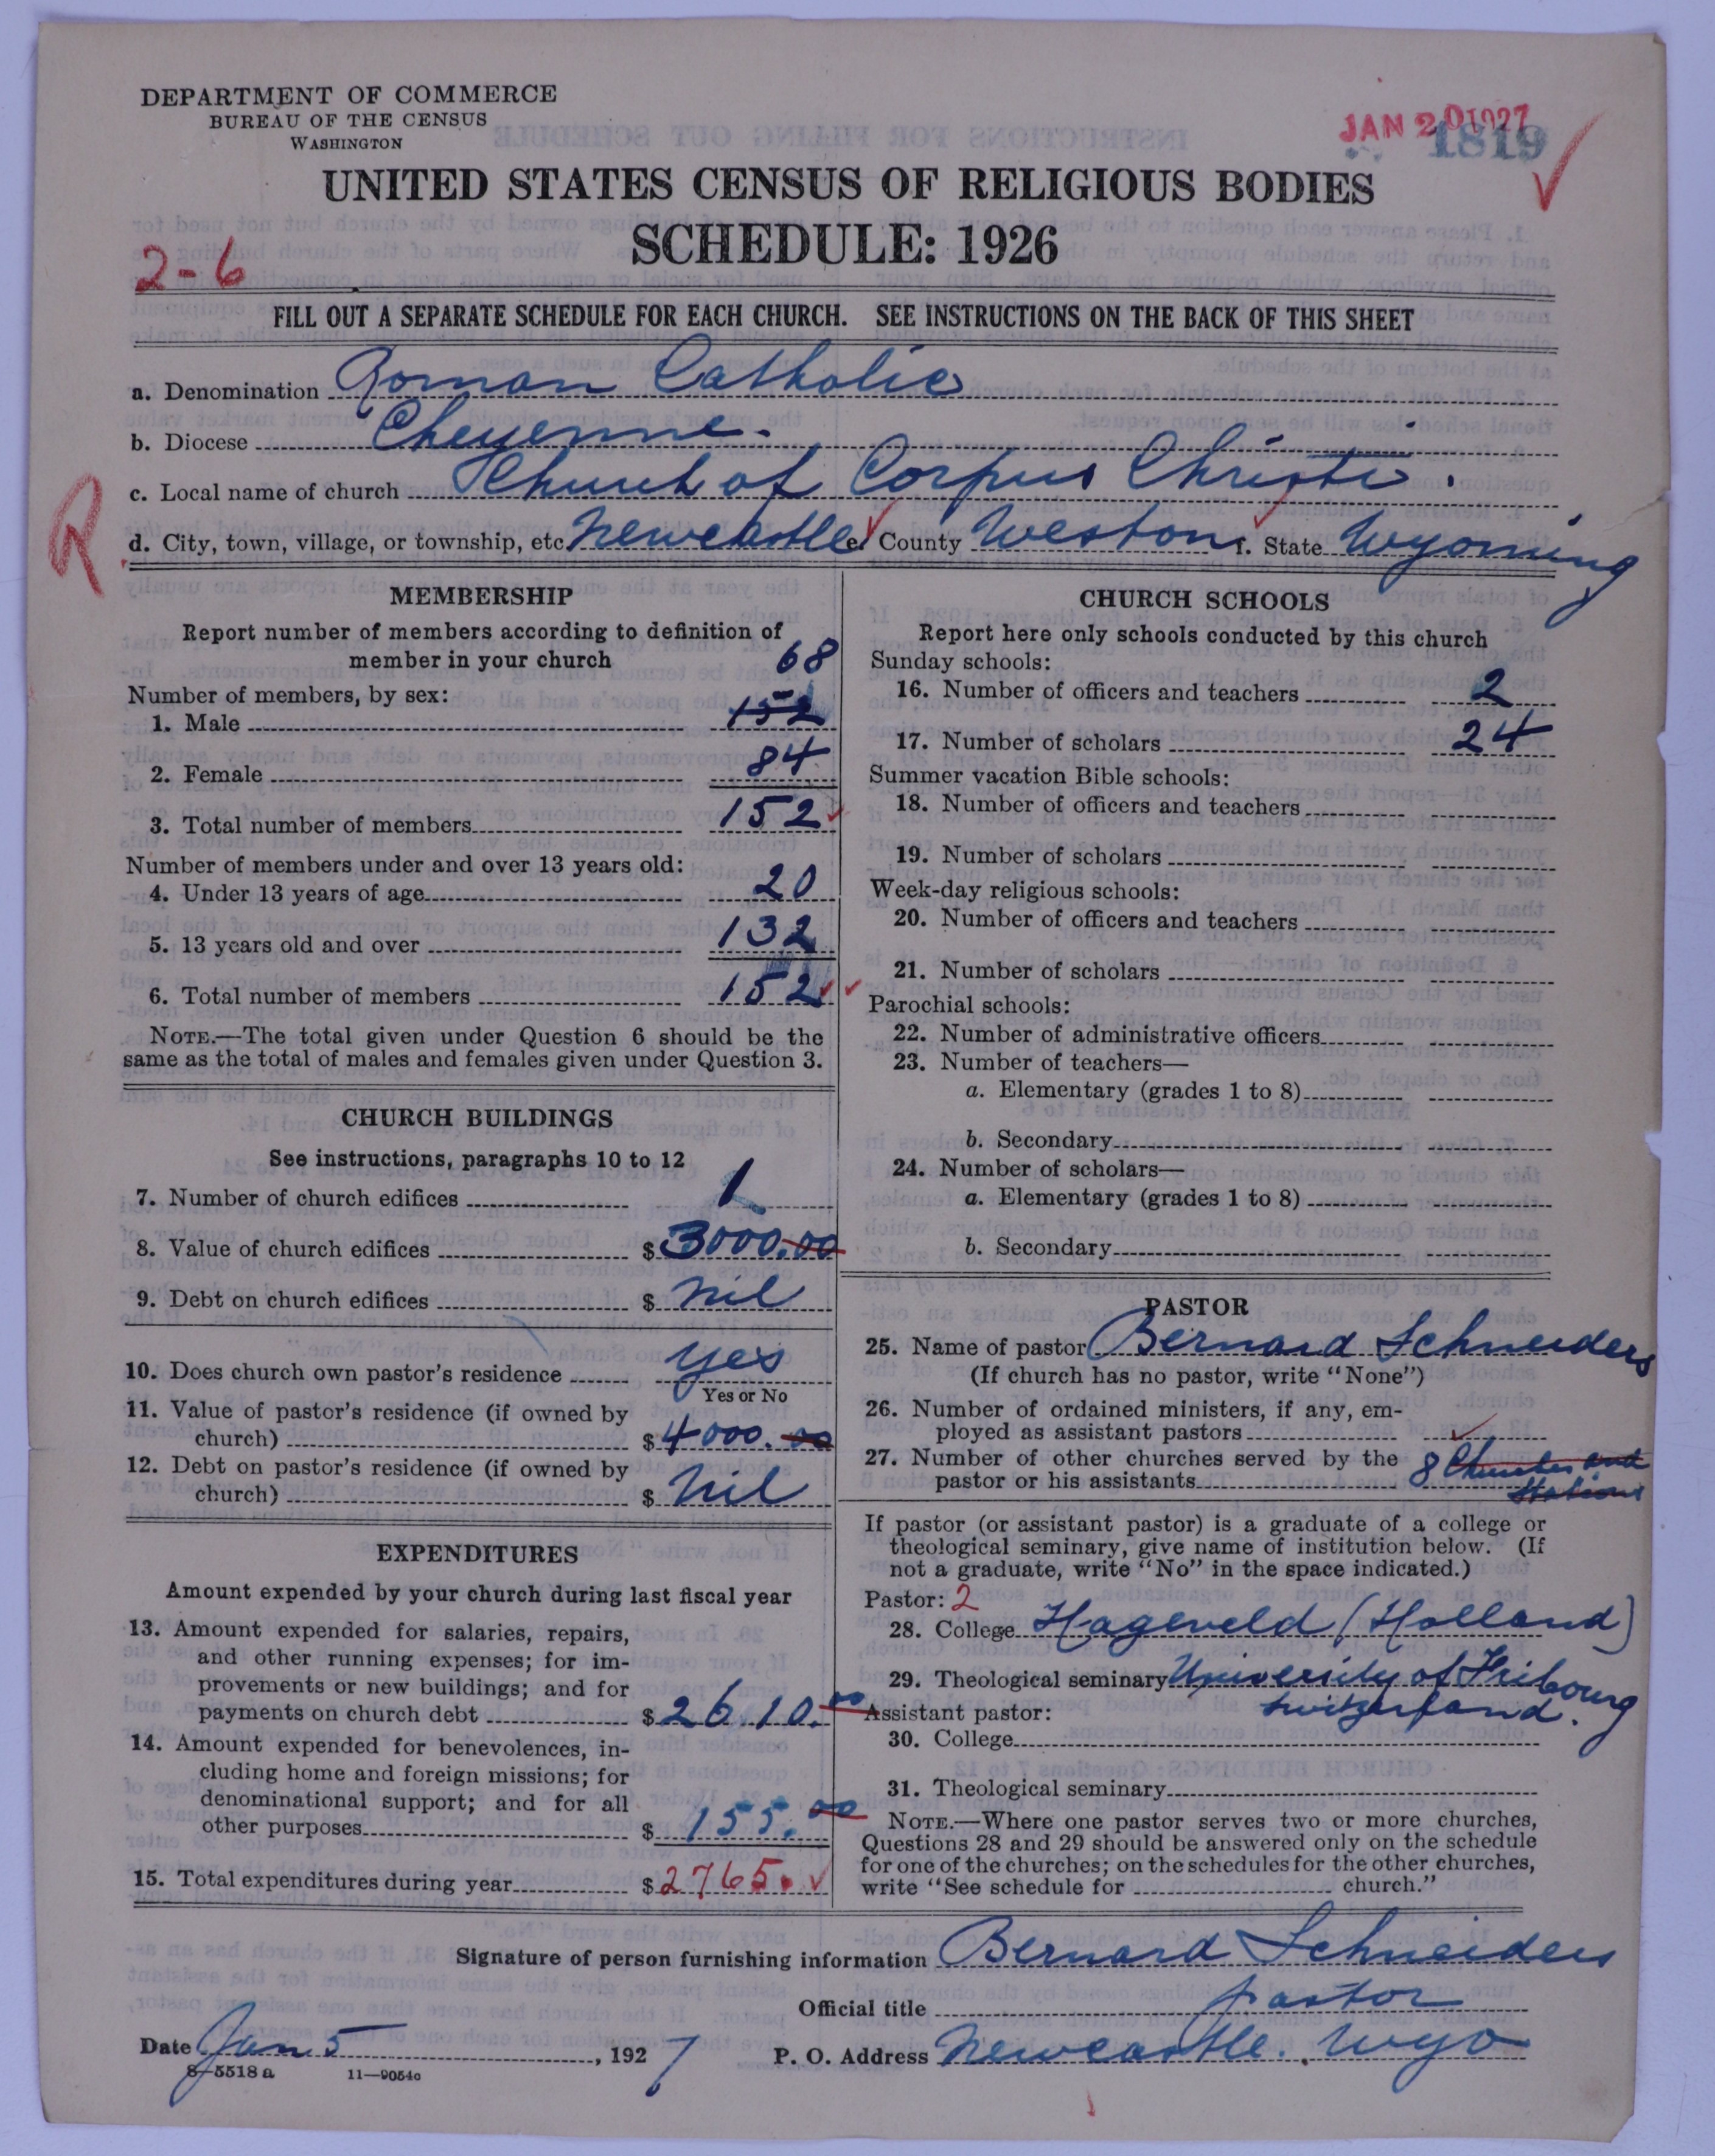 DEPARTMENT OF COMMERCE
BUREAU OF THE CENSUS
WASHINGTON
JAN 20 1927
1819
UNITED STATES CENSUS OF RELIGIOUS BODIES
SCHEDULE: 1926
2-6
FILL OUT A SEPARATE SCHEDULE FOR EACH CHURCH. SEE INSTRUCTIONS ON THE BACK OF THIS SHEET
a. Denomination Roman Catholic
b. Diocese Cheyenne.
c. Local name of church Church of Corpus Christi.
R
d. City, town, village, or township, etc. Newcastle e. County Weston f. State Wyoming
MEMBERSHIP
Report number of members according to definition of
member in your church
68
Number of members, by sex:
1. Male 152
2. Female 84
3. Total number of members 152
Number of members under and over 13 years old:
4. Under 13 years of age 20
5. 13 years old and over 132
6. Total number of members 152
NOTE.—The total given under Question 6 should be the
same as the total of males and females given under Question 3.
CHURCH BUILDINGS
See instructions, paragraphs 10 to 12
7. Number of church edifices 1
8. Value of church edifices $ 3000.00
9. Debt on church edifices $ nil
10. Does church own pastor's residence yes
Yes or No
11. Value of pastor's residence (if owned by
church) $ 4000.00
12. Debt on pastor's residence (if owned by
church) $ Nil
EXPENDITURES
Amount expended by your church during last fiscal year
13. Amount expended for salaries, repairs,
and other running expenses; for im-
provements or new buildings; and for
payments on church debt $ 2610.00
14. Amount expended for benevolences, in-
cluding home and foreign missions; for
denominational support; and for all
other purposes $ 155.00
15. Total expenditures during year $ 2765.
CHURCH SCHOOLS
Report here only schools conducted by this church
Sunday schools:
16. Number of officers and teachers 2
17. Number of scholars 24
Summer vacation Bible schools:
18. Number of officers and teachers
19. Number of scholars
Week-day religious schools:
20. Number of officers and teachers
21. Number of scholars
Parochial schools:
22. Number of administrative officers
23. Number of teachers—
a. Elementary (grades 1 to 8)
b. Secondary
24. Number of scholars—
a. Elementary (grades 1 to 8)
b. Secondary
PASTOR
25. Name of pastor Bernard Schneiders
(If church has no pastor, write "None")
26. Number of ordained ministers, if any, em-
ployed as assistant pastors
27. Number of other churches served by the
pastor or his assistants 8 Churches and
Stations
If pastor (or assistant pastor) is a graduate of a college or
theological seminary, give name of institution below. (If
not a graduate, write "No" in the space indicated.)
Pastor: 2
28. College Hageveld (Holland)
29. Theological seminary University of Fribourg
Switzerland.
Assistant pastor:
30. College
31. Theological seminary
NOTE.—Where one pastor serves two or more churches,
Questions 28 and 29 should be answered only on the schedule
for one of the churches; on the schedules for the other churches,
write "See schedule for church."
Signature of person furnishing information Bernard Schneiders
Official title pastor
Date Jan 5, 1927
P. O. Address Newcastle. Wyo
8-5518 a 11—9054c